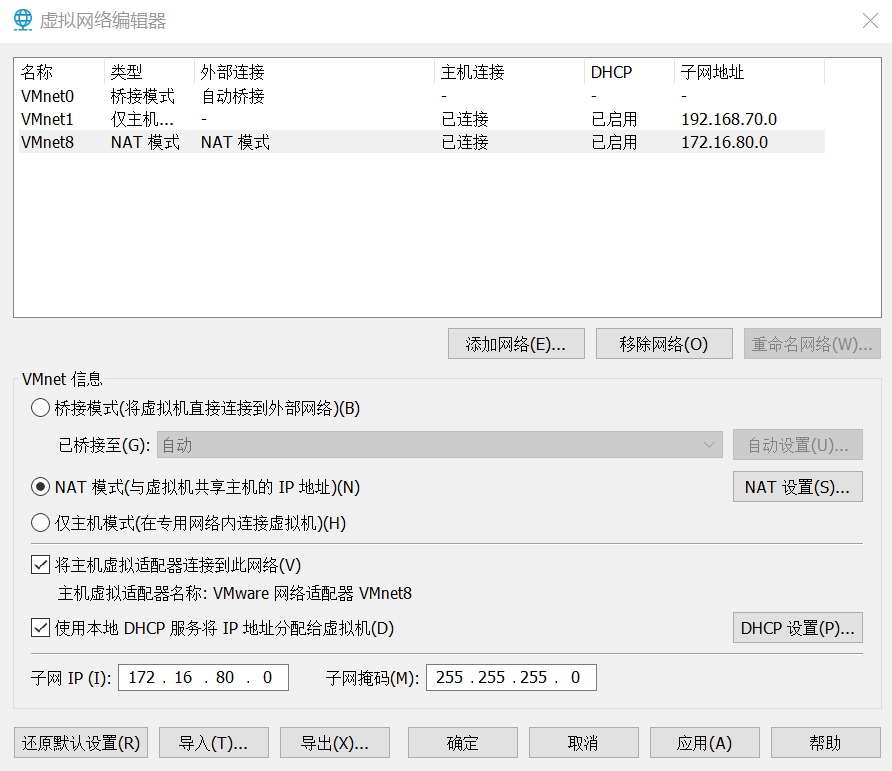 虚拟网络编辑器
名称 类型 外部连接 主机连接 DHCP 子网地址
VMnet0 桥接模式 自动桥接 - - -
VMnet1 仅主机... - 已连接 已启用 192.168.70.0
VMnet8 NAT 模式 NAT 模式 已连接 已启用 172.16.80.0
添加网络(E)... 移除网络(O) 重命名网络(W)...
VMnet 信息
桥接模式(将虚拟机直接连接到外部网络)(B)
已桥接至(G): 自动 自动设置(U)...
NAT 模式(与虚拟机共享主机的 IP 地址)(N) NAT 设置(S)...
仅主机模式(在专用网络内连接虚拟机)(H)
将主机虚拟适配器连接到此网络(V)
主机虚拟适配器名称: VMware 网络适配器 VMnet8
使用本地 DHCP 服务将 IP 地址分配给虚拟机(D) DHCP 设置(P)...
子网 IP (I): 172 . 16 . 80 . 0 子网掩码(M): 255 . 255 . 255 . 0
还原默认设置(R) 导入(T)... 导出(X)... 确定 取消 应用(A) 帮助